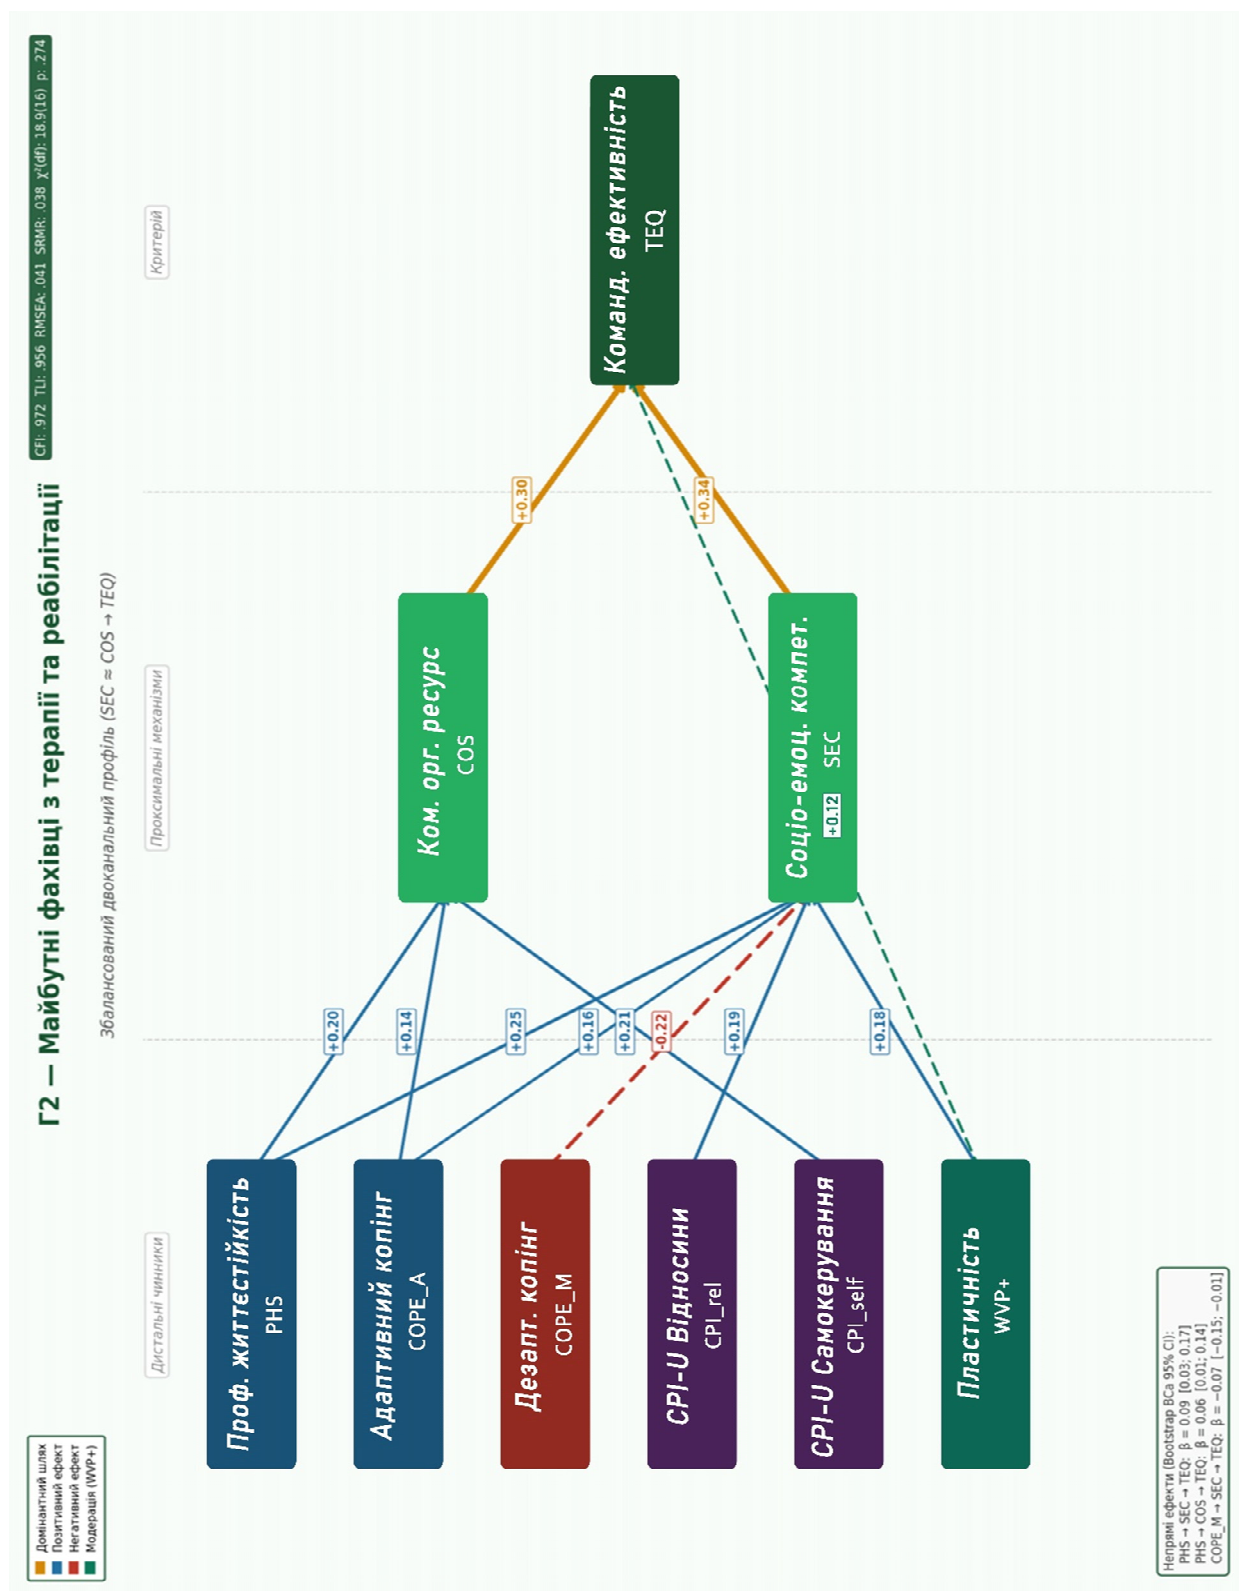 Г2 — Майбутні фахівці з терапії та реабілітації
CFI: .972 TLI: .956 RMSEA: .041 SRMR: .038 χ²(df): 18.9(16) p: .274
Збалансований двоканальний профіль (SEC ≈ COS → TEQ)
Домінантний шлях
Позитивний ефект
Негативний ефект
Модерація (WVP+)
Дистальні чинники
Проксимальні механізми
Критерій
Проф. життєстійкість
PHS
Адаптивний копінг
COPE_A
Дезапт. копінг
COPE_M
CPI-U Відносини
CPI_rel
CPI-U Самокерування
CPI_self
Пластичність
WVP+
+0.20
+0.14
+0.25
+0.16
+0.21
-0.22
+0.19
+0.18
Ком. орг. ресурс
COS
Соціо-емоц. компет.
SEC
+0.12
+0.30
+0.34
Команд. ефективність
TEQ
Непрямі ефекти (Bootstrap BCa 95% CI):
PHS → SEC → TEQ: β = 0.09 [0.03; 0.17]
PHS → COS → TEQ: β = 0.06 [0.01; 0.14]
COPE_M → SEC → TEQ: β = −0.07 [−0.15; −0.01]